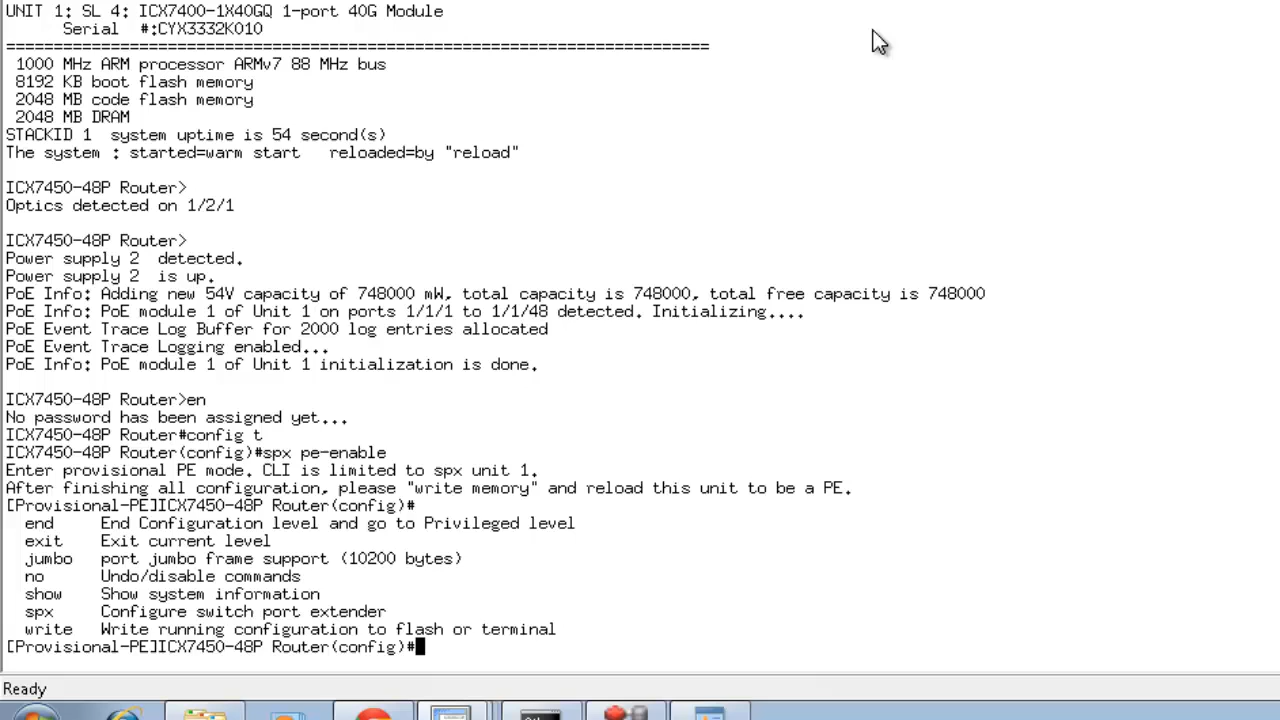 UNIT 1: SL 4: ICX7400-1X40GQ 1-port 40G Module
Serial #:CYX3332K010
==========================================================================
1000 MHz ARM processor ARMv7 88 MHz bus
8192 KB boot flash memory
2048 MB code flash memory
2048 MB DRAM
STACKID 1 system uptime is 54 second(s)
The system : started=warm start reloaded=by "reload"
ICX7450-48P Router>
Optics detected on 1/2/1
ICX7450-48P Router>
Power supply 2 detected.
Power supply 2 is up.
PoE Info: Adding new 54V capacity of 748000 mW, total capacity is 748000, total free capacity is 748000
PoE Info: PoE module 1 of Unit 1 on ports 1/1/1 to 1/1/48 detected. Initializing....
PoE Event Trace Log Buffer for 2000 log entries allocated
PoE Event Trace Logging enabled...
PoE Info: PoE module 1 of Unit 1 initialization is done.
ICX7450-48P Router>en
No password has been assigned yet...
ICX7450-48P Router#config t
ICX7450-48P Router(config)#spx pe-enable
Enter provisional PE mode. CLI is limited to spx unit 1.
After finishing all configuration, please "write memory" and reload this unit to be a PE.
[Provisional-PE]ICX7450-48P Router(config)#
end End Configuration level and go to Privileged level
exit Exit current level
jumbo port jumbo frame support (10200 bytes)
no Undo/disable commands
show Show system information
spx Configure switch port extender
write Write running configuration to flash or terminal
[Provisional-PE]ICX7450-48P Router(config)#
Ready